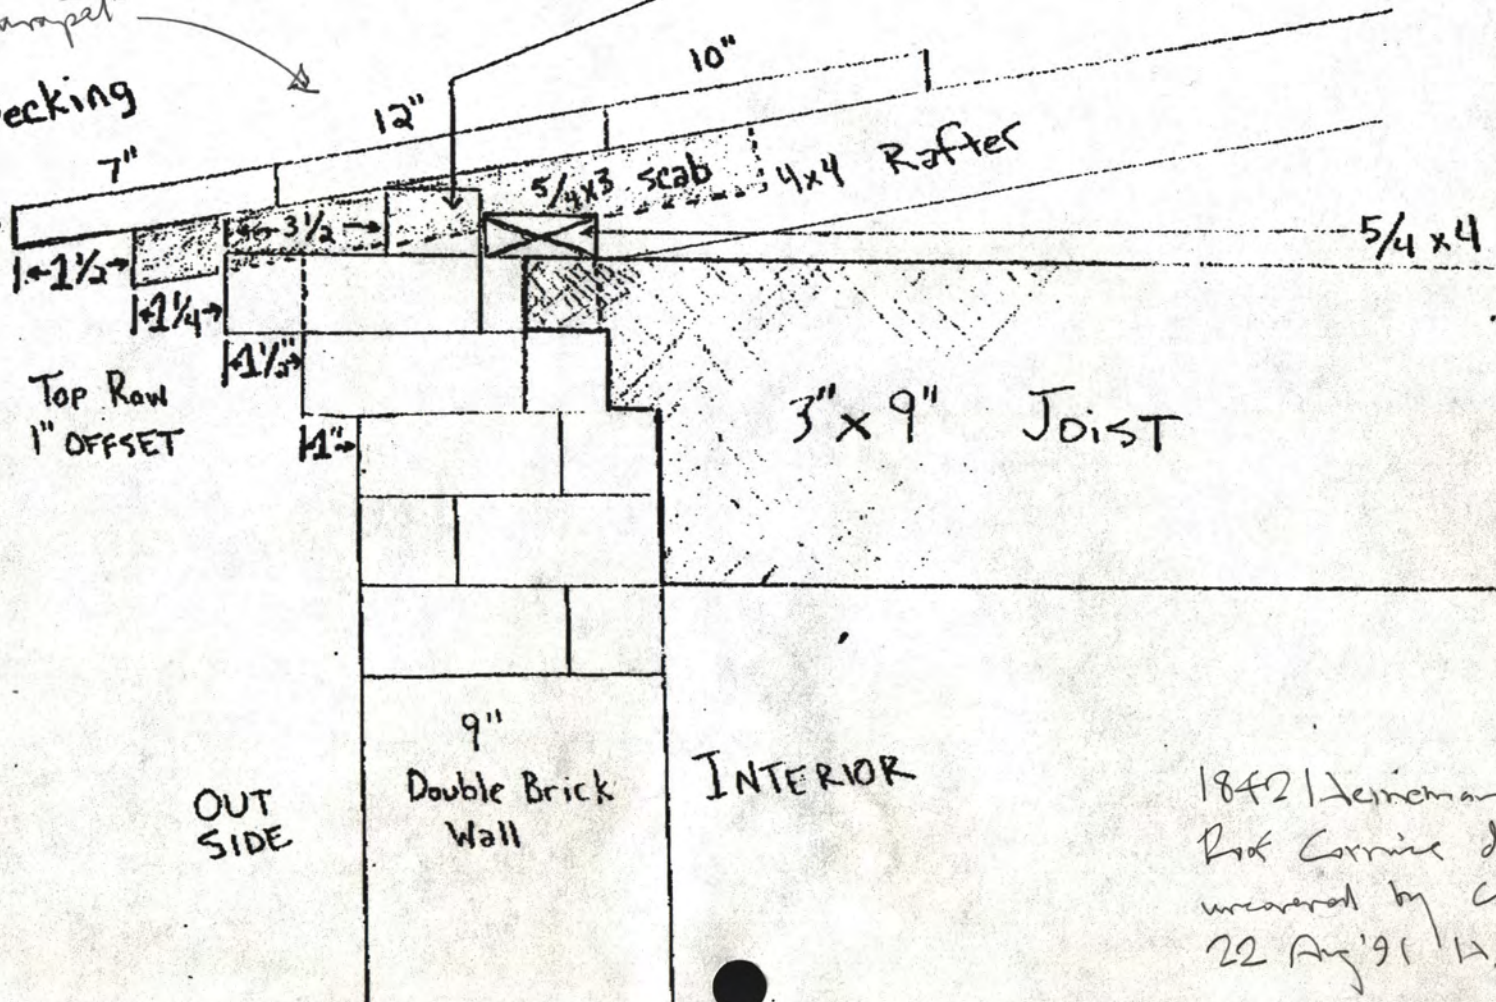 10"
12"
7"
5/4x3 scab
4x4 Rafter
3½
5/4 x 4
1½
1¼
1½"
Top Row
1" OFFSET
1"
3"x 9" Joist
9"
Double Brick
Wall
OUT
SIDE
INTERIOR
1842
Roof Cornice
uncovered by
22 Aug '91